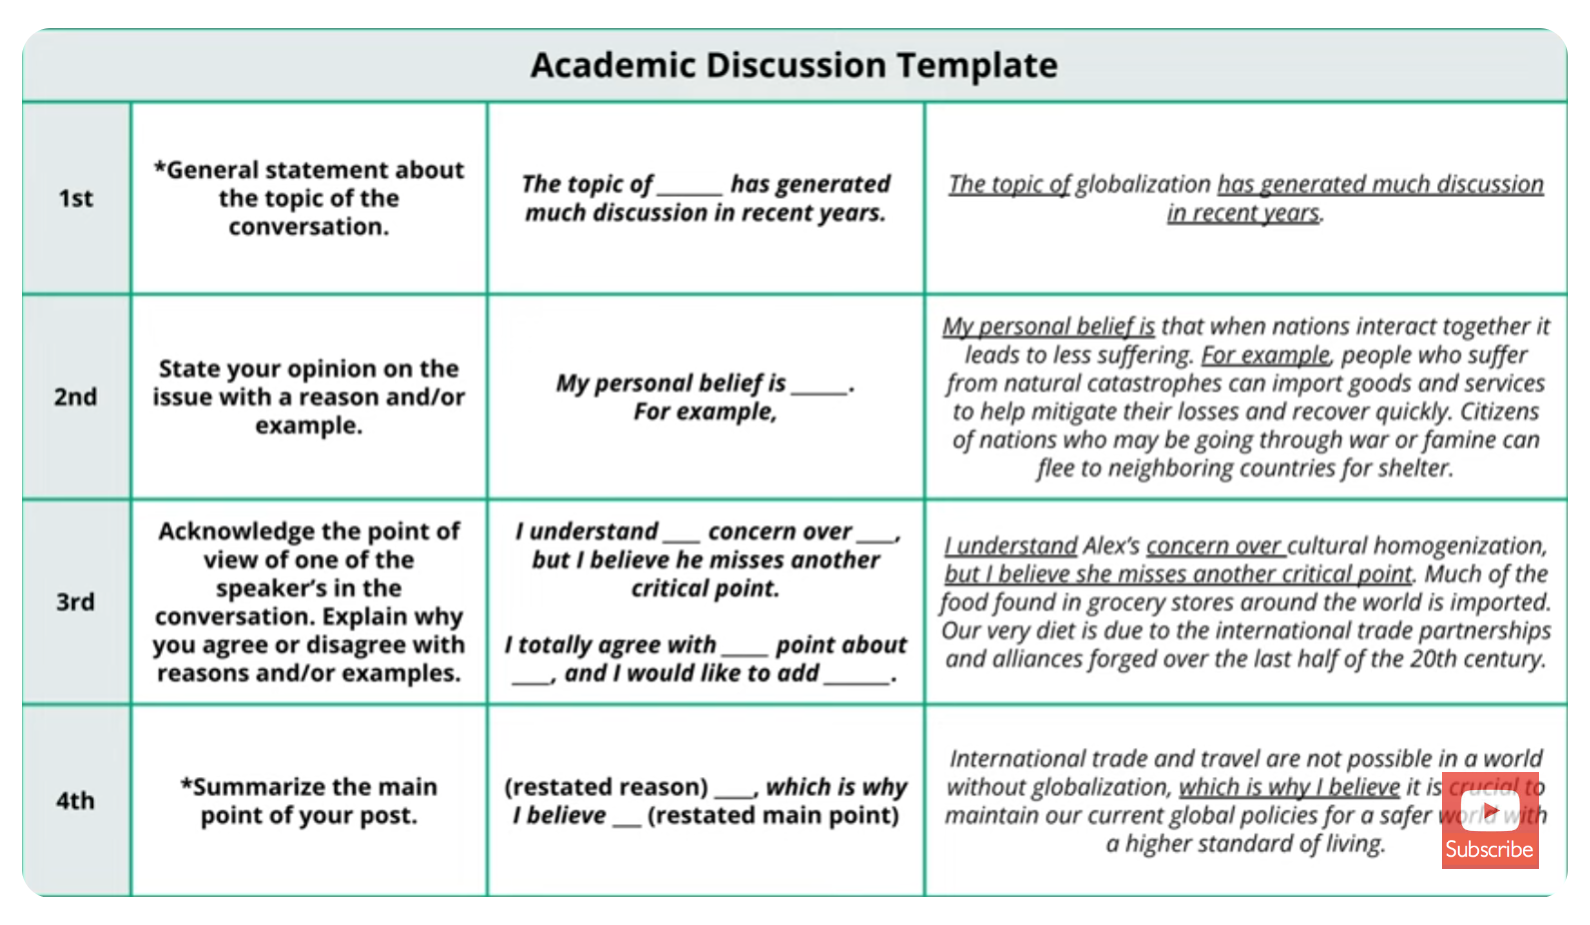 Academic Discussion Template
1st
*General statement about
the topic of the
conversation.
The topic of ______ has generated
much discussion in recent years.
The topic of globalization has generated much discussion
in recent years.
2nd
State your opinion on the
issue with a reason and/or
example.
My personal belief is _____.
For example,
My personal belief is that when nations interact together it
leads to less suffering. For example, people who suffer
from natural catastrophes can import goods and services
to help mitigate their losses and recover quickly. Citizens
of nations who may be going through war or famine can
flee to neighboring countries for shelter.
3rd
Acknowledge the point of
view of one of the
speaker's in the
conversation. Explain why
you agree or disagree with
reasons and/or examples.
I understand ___ concern over ___,
but I believe he misses another
critical point.
I totally agree with ____ point about
___, and I would like to add ______.
I understand Alex's concern over cultural homogenization,
but I believe she misses another critical point. Much of the
food found in grocery stores around the world is imported.
Our very diet is due to the international trade partnerships
and alliances forged over the last half of the 20th century.
4th
*Summarize the main
point of your post.
(restated reason) ___, which is why
I believe __ (restated main point)
International trade and travel are not possible in a world
without globalization, which is why I believe it is crucial to
maintain our current global policies for a safer world with
a higher standard of living.
Subscribe